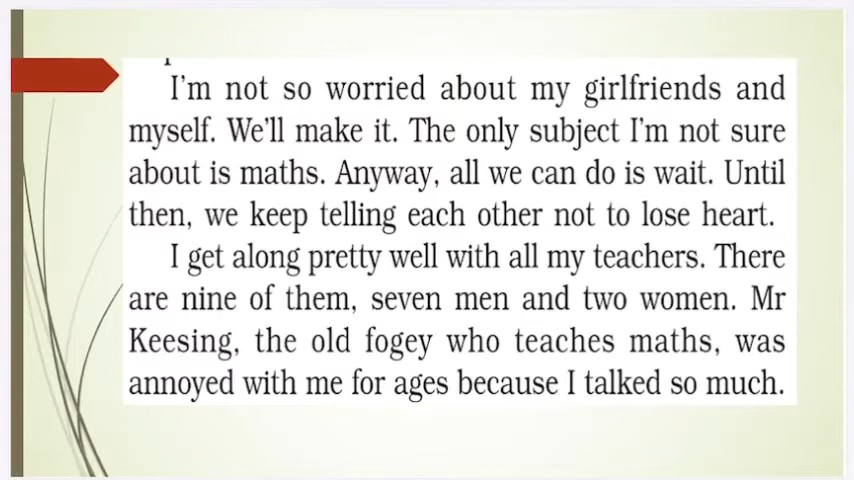 I'm not so worried about my girlfriends and
myself. We'll make it. The only subject I'm not sure
about is maths. Anyway, all we can do is wait. Until
then, we keep telling each other not to lose heart.
I get along pretty well with all my teachers. There
are nine of them, seven men and two women. Mr
Keesing, the old fogey who teaches maths, was
annoyed with me for ages because I talked so much.